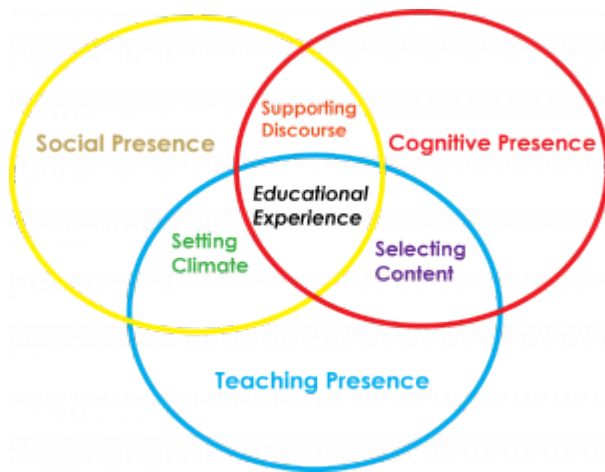 Supporting
Discourse
Social Presence
Cognitive Presence
Educational
Experience
Setting
Climate
Selecting
Content
Teaching Presence